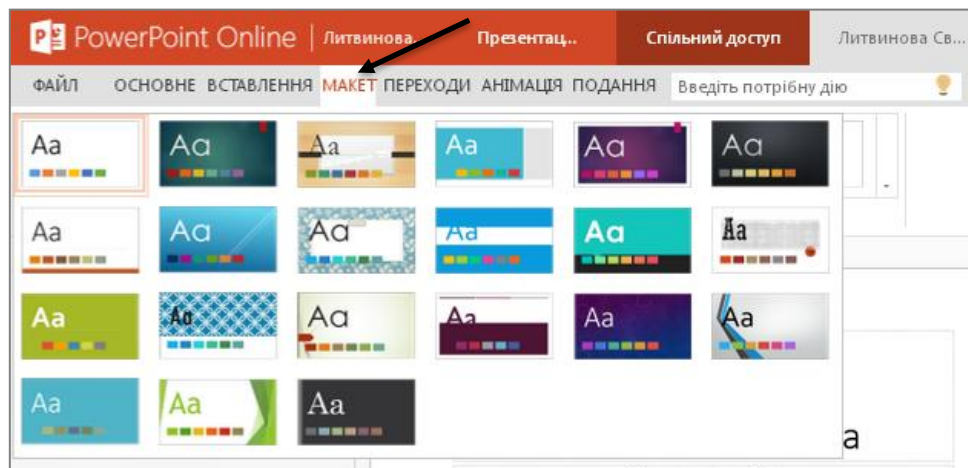 PowerPoint Online | Литвинова. Презентац... Спільний доступ Литвинова Св...
ФАЙЛ ОСНОВНЕ ВСТАВЛЕННЯ МАКЕТ ПЕРЕХОДИ АНІМАЦІЯ ПОДАННЯ Введіть потрібну дію
Aa Aa Aa Aa Aa Aa
Aa Aa Aa Aa Aa Aa
Aa Aa Aa Aa Aa Aa
Aa Aa Aa
а